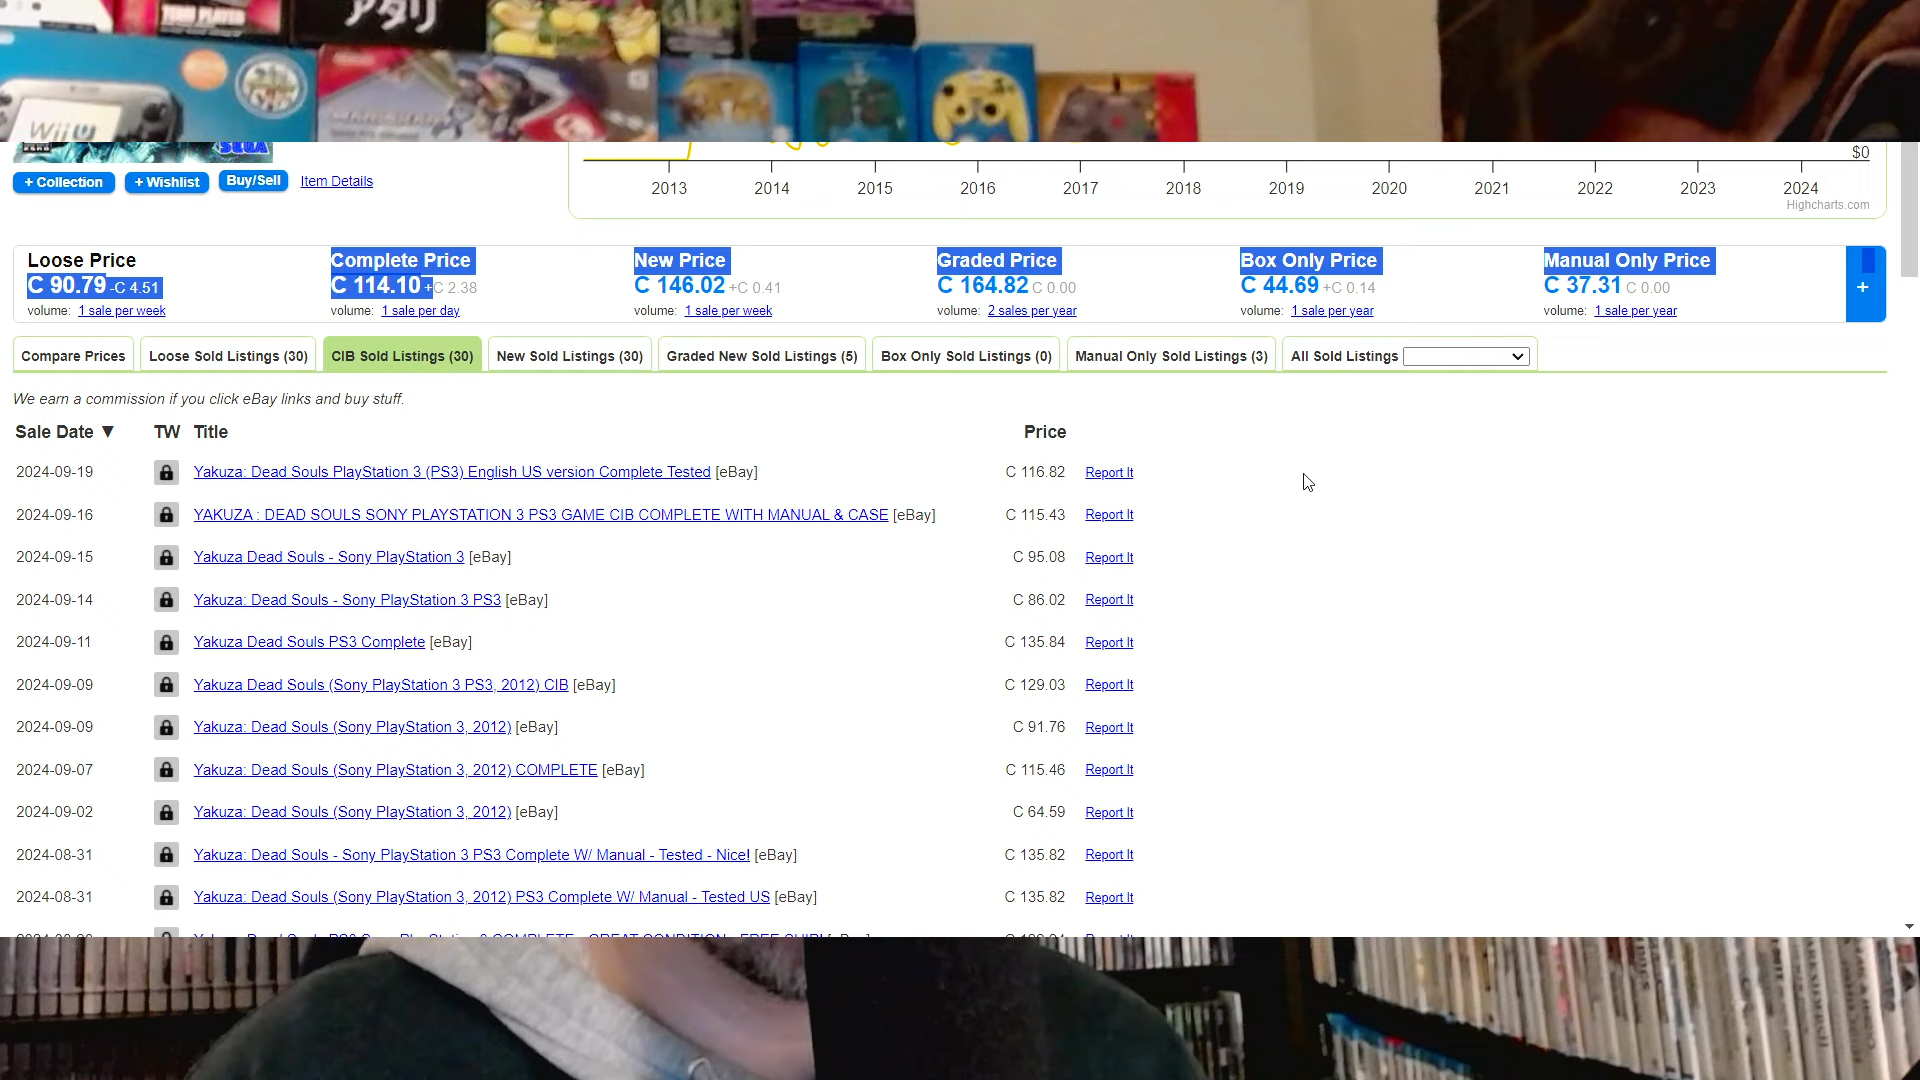 アタリ
Wii U
SEGA
$0
2013 2014 2015 2016 2017 2018 2019 2020 2021 2022 2023 2024
Highcharts.com
+ Collection + Wishlist Buy/Sell Item Details
Loose Price Complete Price New Price Graded Price Box Only Price Manual Only Price
C 90.79 -C 4.51 C 114.10 +C 2.38 C 146.02 +C 0.41 C 164.82 C 0.00 C 44.69 +C 0.14 C 37.31 C 0.00 +
volume: 1 sale per week volume: 1 sale per day volume: 1 sale per week volume: 2 sales per year volume: 1 sale per year volume: 1 sale per year
Compare Prices Loose Sold Listings (30) CIB Sold Listings (30) New Sold Listings (30) Graded New Sold Listings (5) Box Only Sold Listings (0) Manual Only Sold Listings (3) All Sold Listings
We earn a commission if you click eBay links and buy stuff.
Sale Date ▼ TW Title Price
2024-09-19 Yakuza: Dead Souls PlayStation 3 (PS3) English US version Complete Tested [eBay] C 116.82 Report It
2024-09-16 YAKUZA : DEAD SOULS SONY PLAYSTATION 3 PS3 GAME CIB COMPLETE WITH MANUAL & CASE [eBay] C 115.43 Report It
2024-09-15 Yakuza Dead Souls - Sony PlayStation 3 [eBay] C 95.08 Report It
2024-09-14 Yakuza: Dead Souls - Sony PlayStation 3 PS3 [eBay] C 86.02 Report It
2024-09-11 Yakuza Dead Souls PS3 Complete [eBay] C 135.84 Report It
2024-09-09 Yakuza Dead Souls (Sony PlayStation 3 PS3, 2012) CIB [eBay] C 129.03 Report It
2024-09-09 Yakuza: Dead Souls (Sony PlayStation 3, 2012) [eBay] C 91.76 Report It
2024-09-07 Yakuza: Dead Souls (Sony PlayStation 3, 2012) COMPLETE [eBay] C 115.46 Report It
2024-09-02 Yakuza: Dead Souls (Sony PlayStation 3, 2012) [eBay] C 64.59 Report It
2024-08-31 Yakuza: Dead Souls - Sony PlayStation 3 PS3 Complete W/ Manual - Tested - Nice! [eBay] C 135.82 Report It
2024-08-31 Yakuza: Dead Souls (Sony PlayStation 3, 2012) PS3 Complete W/ Manual - Tested US [eBay] C 135.82 Report It